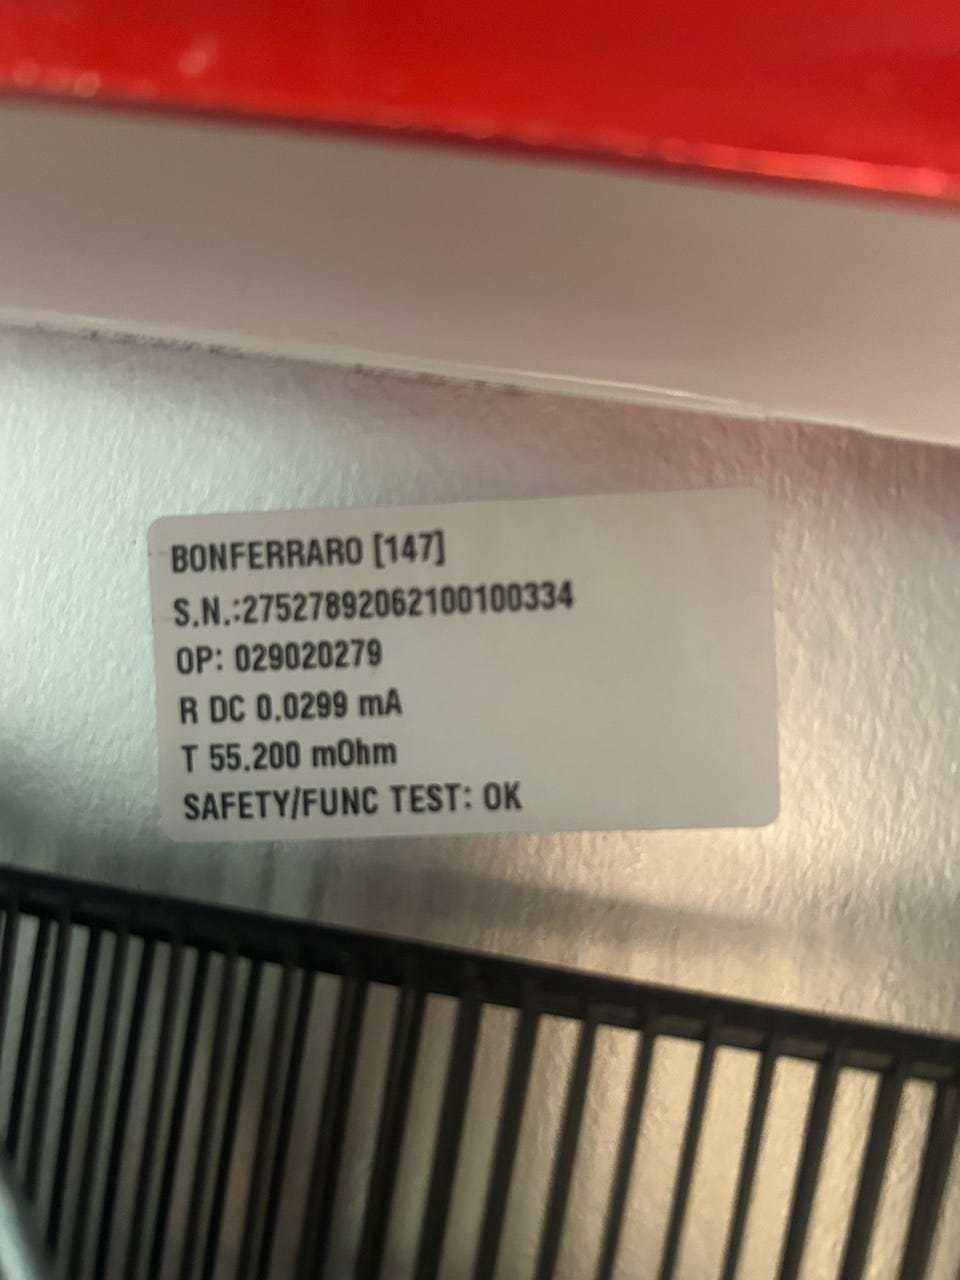 BONFERRARO [147]
S.N.:27527892062100100334
OP: 029020279
R DC 0.0299 mA
T 55.200 mOhm
SAFETY/FUNC TEST: OK